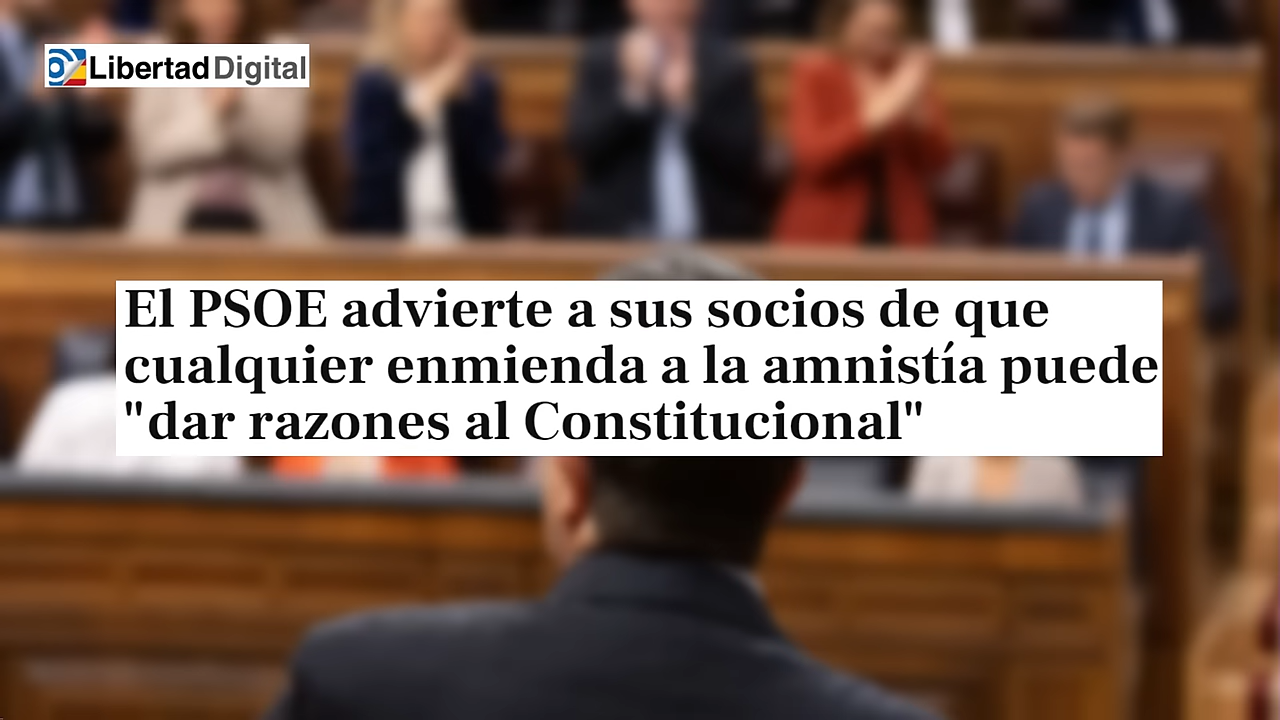 Libertad Digital
El PSOE advierte a sus socios de que
cualquier enmienda a la amnistía puede
"dar razones al Constitucional"